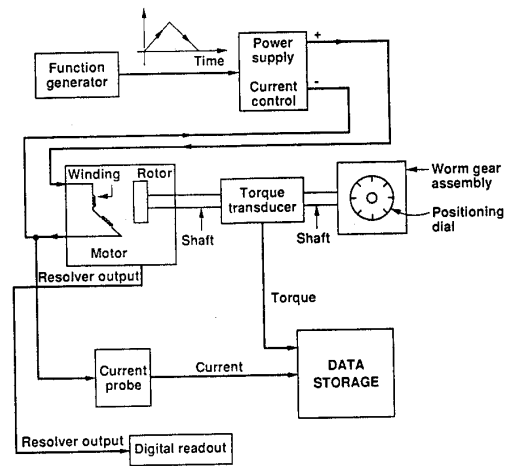 Time
Function
generator
Power
supply
Current
control
+
-
Winding
Rotor
Motor
Torque
transducer
Shaft
Shaft
Worm gear
assembly
Positioning
dial
Resolver output
Torque
Current
probe
Current
DATA
STORAGE
Resolver output
Digital readout